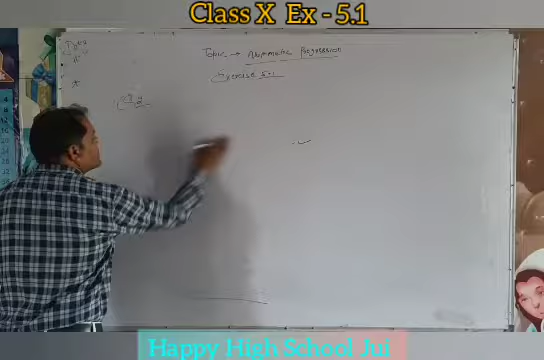 Class X Ex - 5.1
Topic → Arithmetic Progression
Exercise 5.1
Happy High School Jui